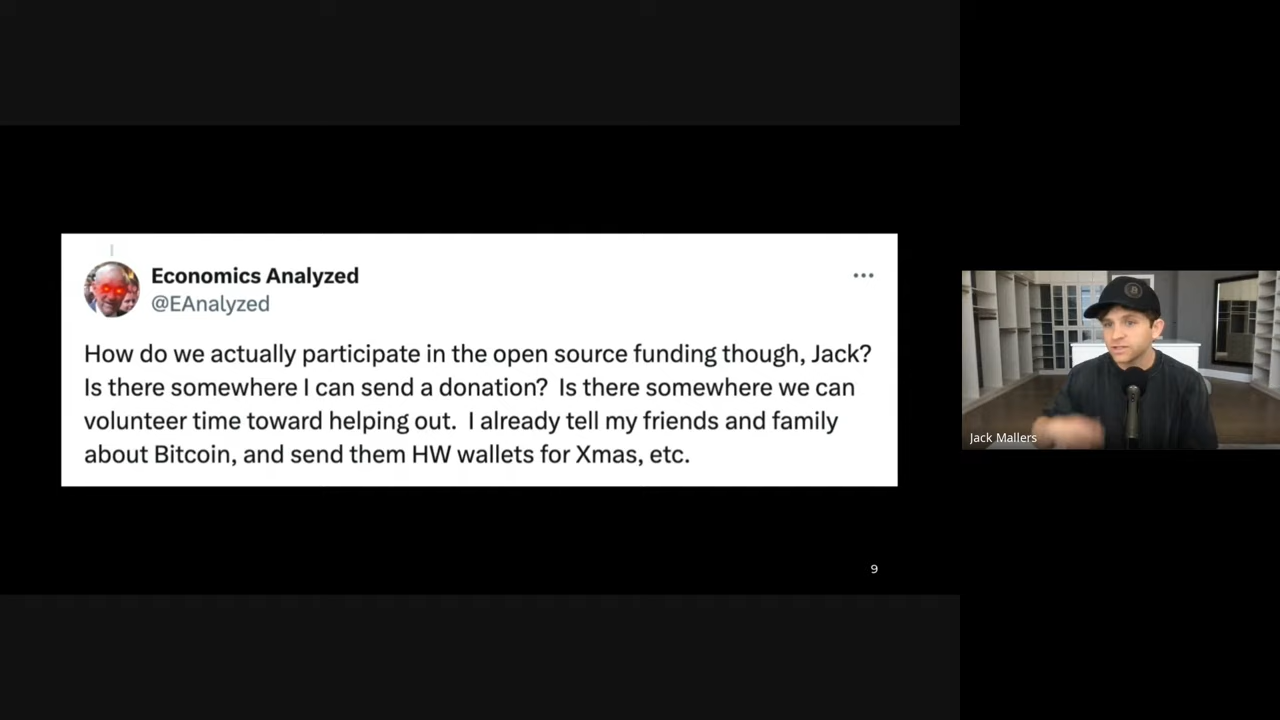 Economics Analyzed
@EAnalyzed
How do we actually participate in the open source funding though, Jack?
Is there somewhere I can send a donation?  Is there somewhere we can
volunteer time toward helping out.  I already tell my friends and family
about Bitcoin, and send them HW wallets for Xmas, etc.
Jack Mallers
9